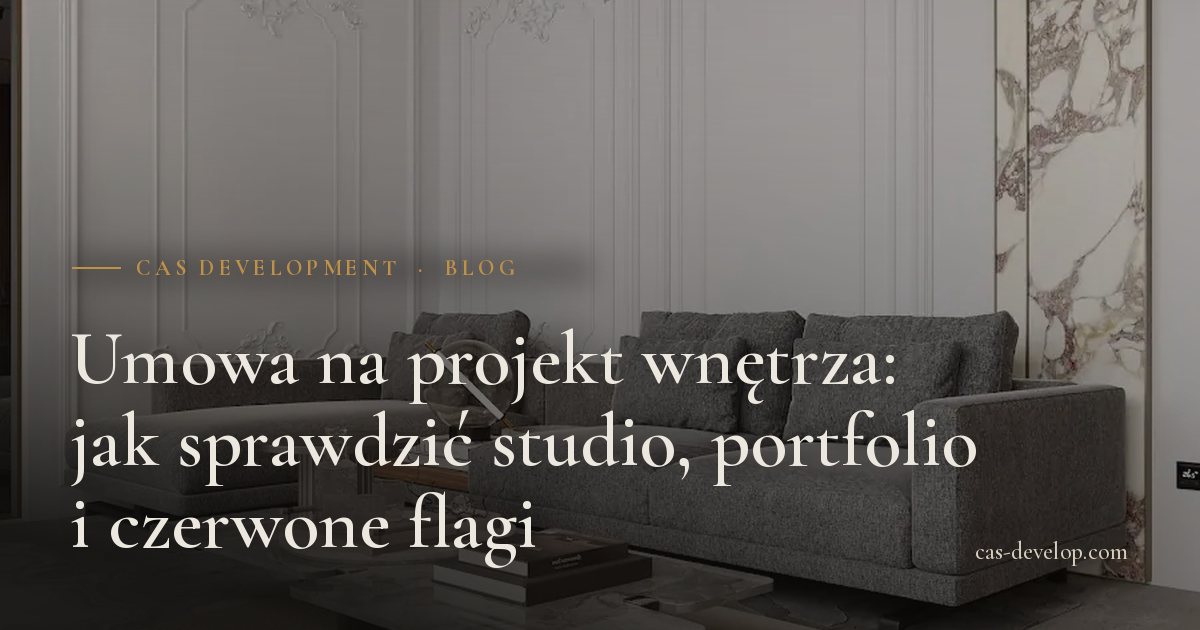 CAS DEVELOPMENT · BLOG
Umowa na projekt wnętrza:
jak sprawdzić studio, portfolio
i czerwone flagi
cas-develop.com